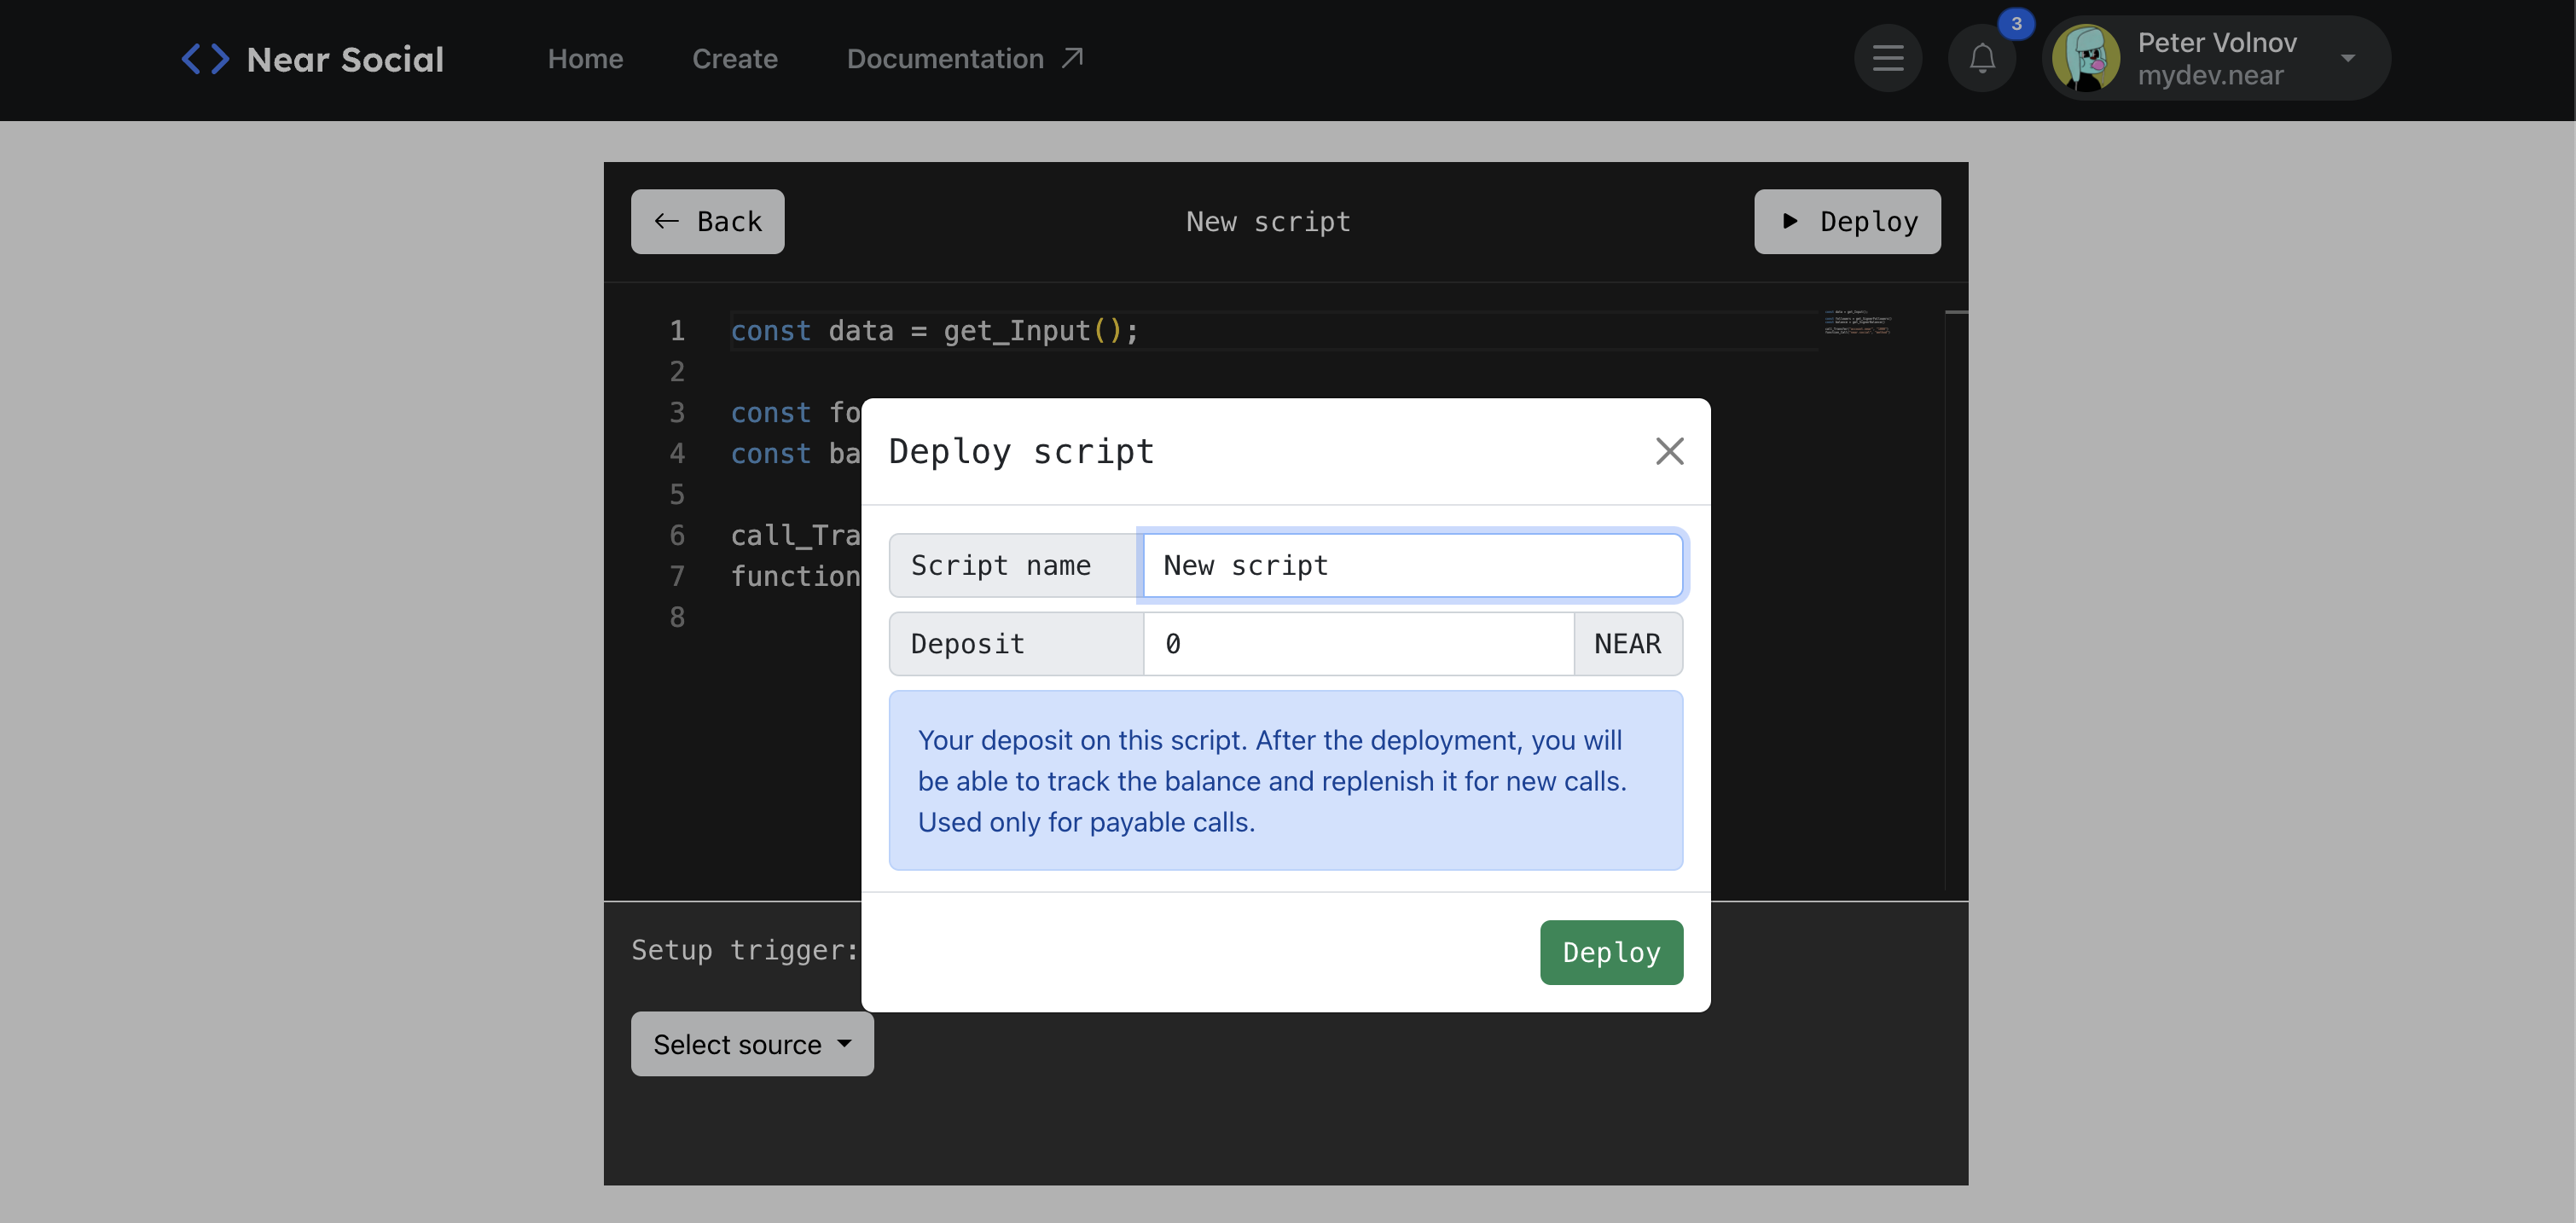 Near Social
Home
Create
Documentation
3
Peter Volnov
mydev.near
Back
New script
Deploy
1 const data = get_Input();
2
3 const fo
4 const ba
5
6 call_Tra
7 function
8
Deploy script
Script name
New script
Deposit
0
NEAR
Your deposit on this script. After the deployment, you will
be able to track the balance and replenish it for new calls.
Used only for payable calls.
Deploy
Setup trigger:
Select source